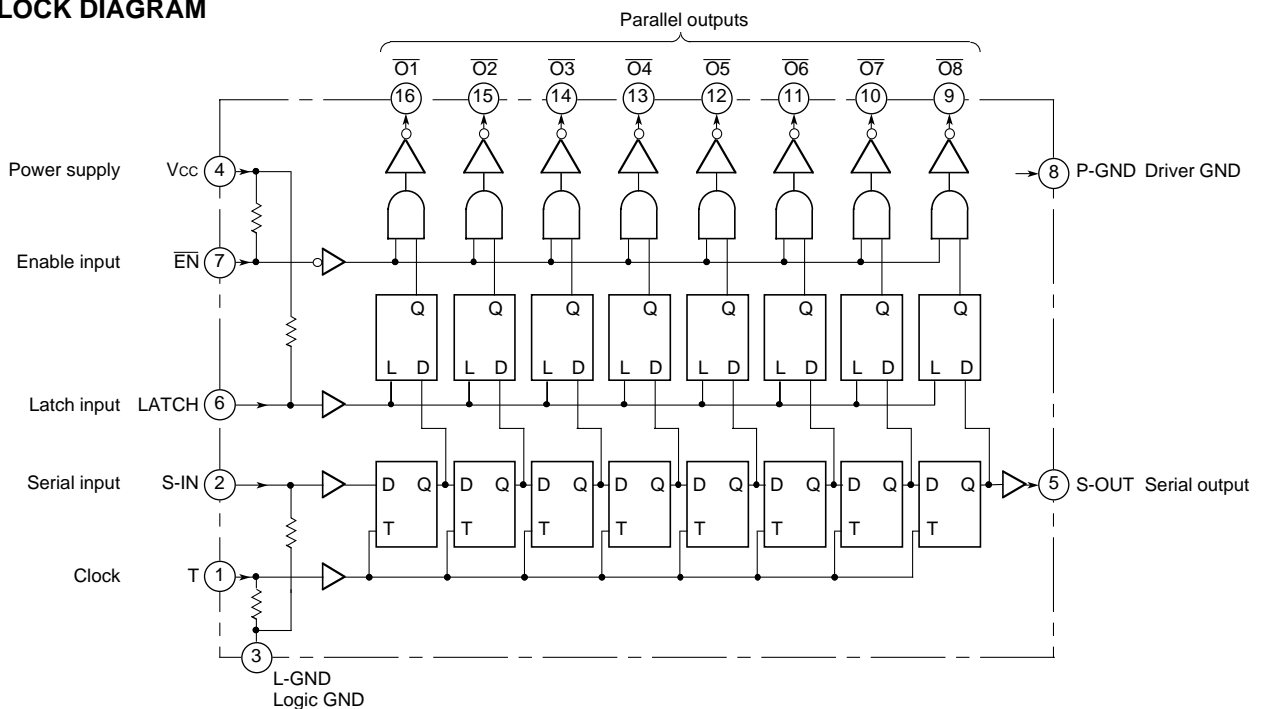 LOCK DIAGRAM
Parallel outputs
O1 O2 O3 O4 O5 O6 O7 O8
16 15 14 13 12 11 10 9
Power supply Vcc 4
8 P-GND Driver GND
Enable input EN 7
Q Q Q Q Q Q Q Q
L D L D L D L D L D L D L D L D
Latch input LATCH 6
Serial input S-IN 2
D Q D Q D Q D Q D Q D Q D Q D Q
5 S-OUT Serial output
T T T T T T T T
Clock T 1
3
L-GND
Logic GND